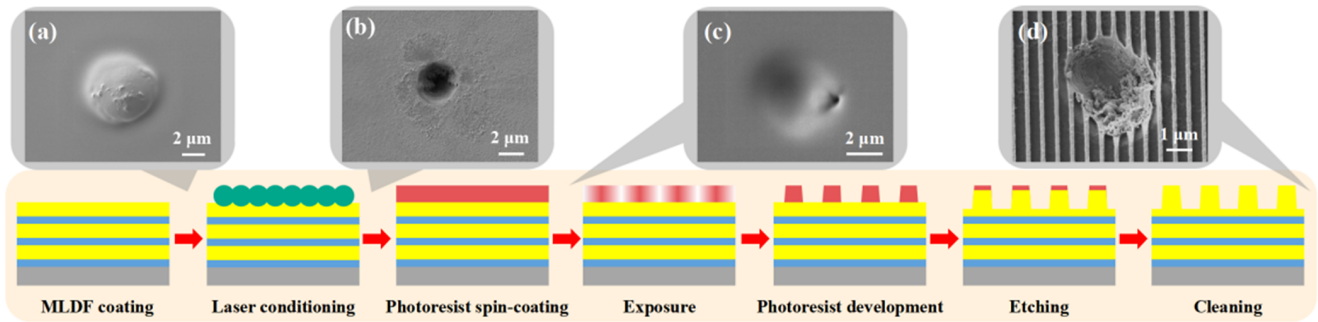 (a)
2 μm
(b)
2 μm
(c)
2 μm
(d)
1 μm
MLDF coating
Laser conditioning
Photoresist spin-coating
Exposure
Photoresist development
Etching
Cleaning